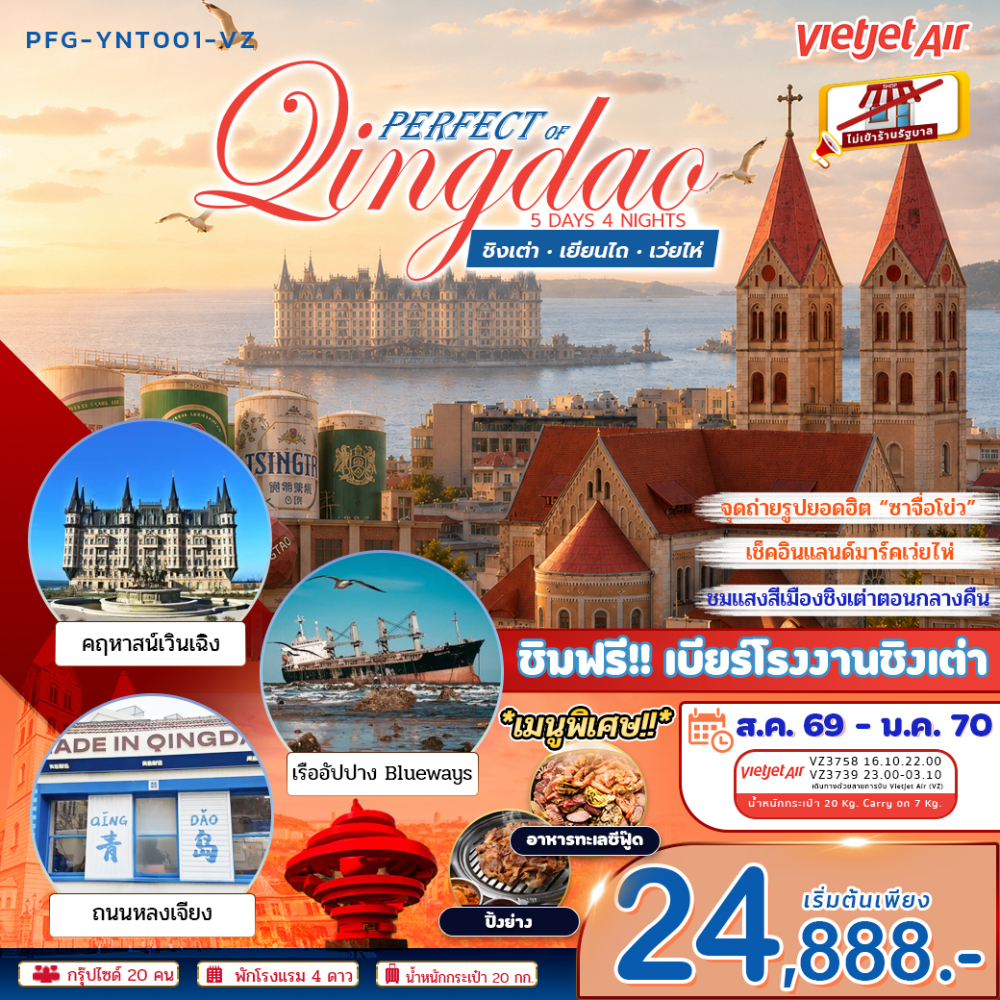 PFG-YNT001-VZ
vietjet Air
SHOP
ไม่เข้าร้านรัฐบาล
PERFECT OF
Qingdao
5 DAYS 4 NIGHTS
ชิงเต่า • เยียนไถ • เว่ยไห่
TSINGTAO
จุดถ่ายรูปยอดฮิต “ซาจื่อโข่ว”
เช็คอินแลนด์มาร์คเว่ยไห่
ชมแสงสีเมืองชิงเต่าตอนกลางคืน
คฤหาสน์เวินเฉิง
ชิมฟรี!! เบียร์โรงงานชิงเต่า
เรืออัปปาง Blueways
MADE IN QINGDA
QĪNG
DǍO
青
岛
ถนนหลงเจียง
*เมนูพิเศษ!!*
อาหารทะเลซีฟู๊ด
ปิ้งย่าง
ส.ค. 69 - ม.ค. 70
vietjet Air
VZ3758 16.10.22.00
VZ3739 23.00-03.10
เดินทางด้วยสายการบิน Vietjet Air (VZ)
น้ำหนักกระเป๋า 20 Kg. Carry on 7 Kg.
เริ่มต้นเพียง
24,888.-
กรุ๊ปไซด์ 20 คน
พักโรงแรม 4 ดาว
น้ำหนักกระเป๋า 20 กก.